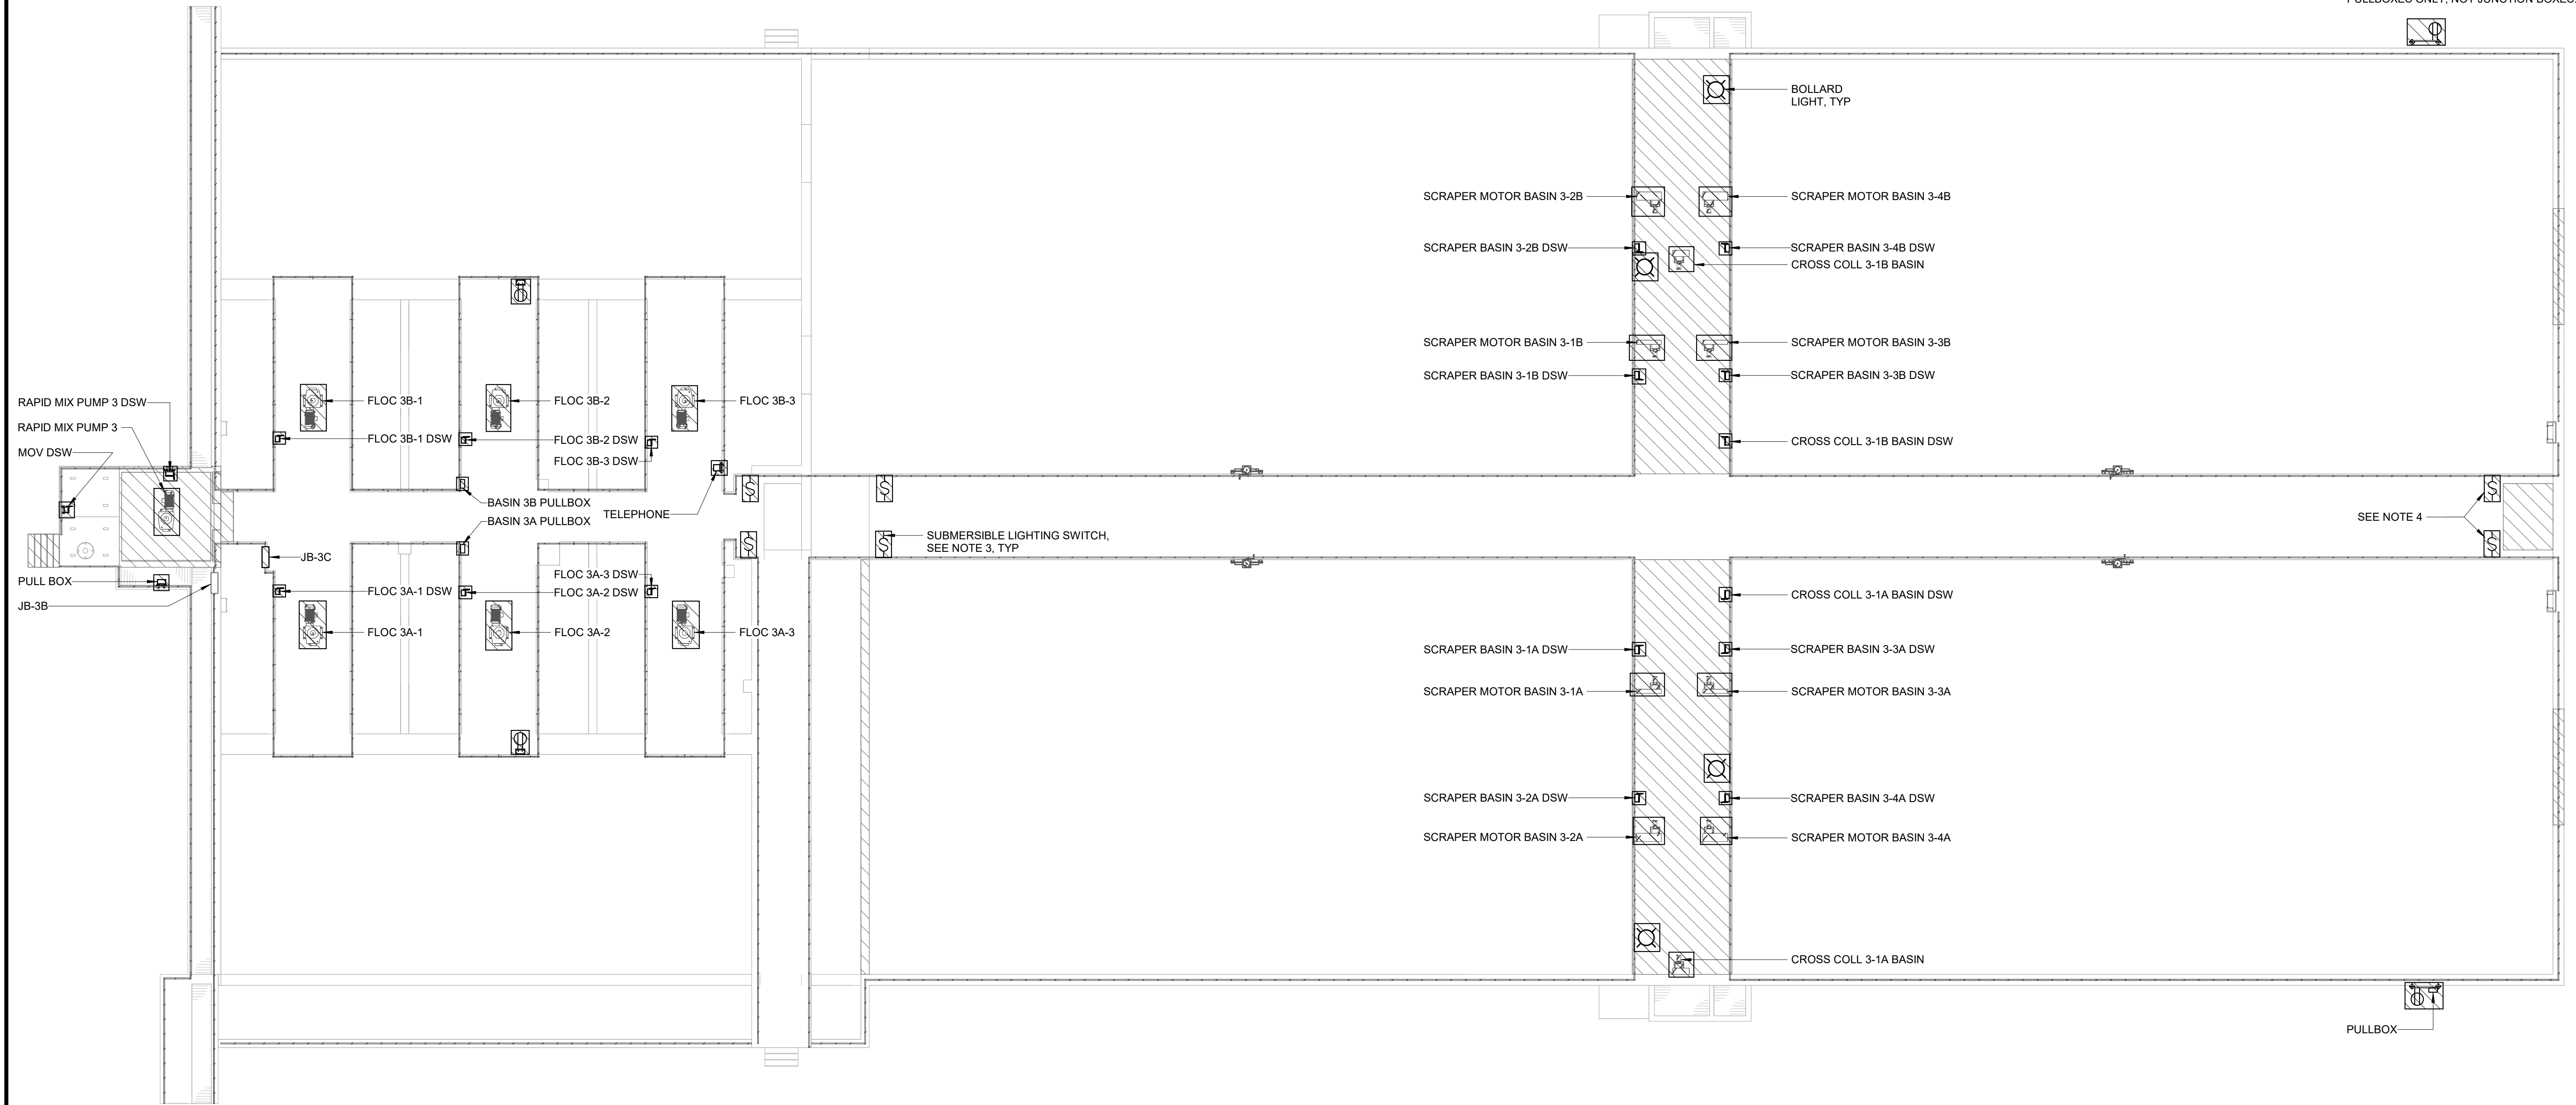 BOLLARD
LIGHT, TYP
SCRAPER MOTOR BASIN 3-2B
SCRAPER MOTOR BASIN 3-4B
SCRAPER BASIN 3-2B DSW
SCRAPER BASIN 3-4B DSW
CROSS COLL 3-1B BASIN
SCRAPER MOTOR BASIN 3-1B
SCRAPER MOTOR BASIN 3-3B
SCRAPER BASIN 3-1B DSW
SCRAPER BASIN 3-3B DSW
RAPID MIX PUMP 3 DSW
FLOC 3B-1
FLOC 3B-2
FLOC 3B-3
RAPID MIX PUMP 3
FLOC 3B-1 DSW
FLOC 3B-2 DSW
CROSS COLL 3-1B BASIN DSW
MOV DSW
FLOC 3B-3 DSW
BASIN 3B PULLBOX
TELEPHONE
BASIN 3A PULLBOX
SEE NOTE 4
SUBMERSIBLE LIGHTING SWITCH,
SEE NOTE 3, TYP
JB-3C
PULL BOX
FLOC 3A-3 DSW
FLOC 3A-1 DSW
FLOC 3A-2 DSW
CROSS COLL 3-1A BASIN DSW
JB-3B
FLOC 3A-1
FLOC 3A-2
FLOC 3A-3
SCRAPER BASIN 3-1A DSW
SCRAPER BASIN 3-3A DSW
SCRAPER MOTOR BASIN 3-1A
SCRAPER MOTOR BASIN 3-3A
SCRAPER BASIN 3-2A DSW
SCRAPER BASIN 3-4A DSW
SCRAPER MOTOR BASIN 3-2A
SCRAPER MOTOR BASIN 3-4A
CROSS COLL 3-1A BASIN
PULLBOX